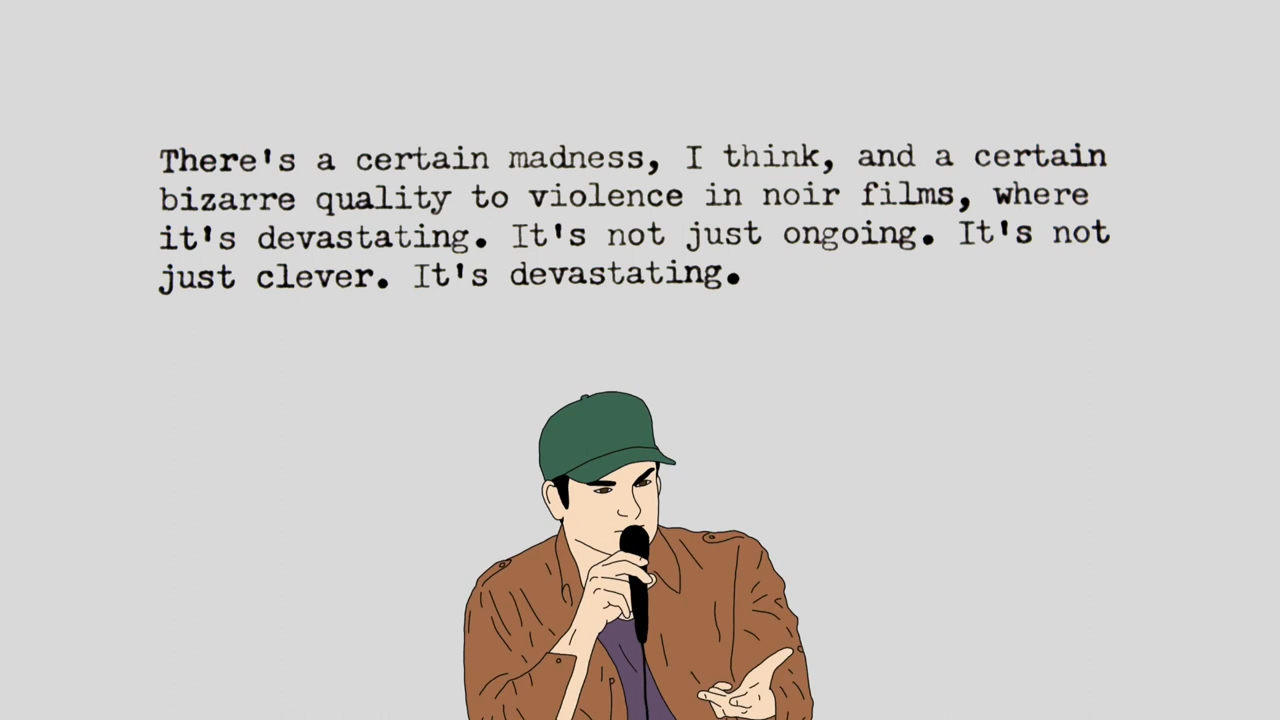 There's a certain madness, I think, and a certain
bizarre quality to violence in noir films, where
it's devastating. It's not just ongoing. It's not
just clever. It's devastating.